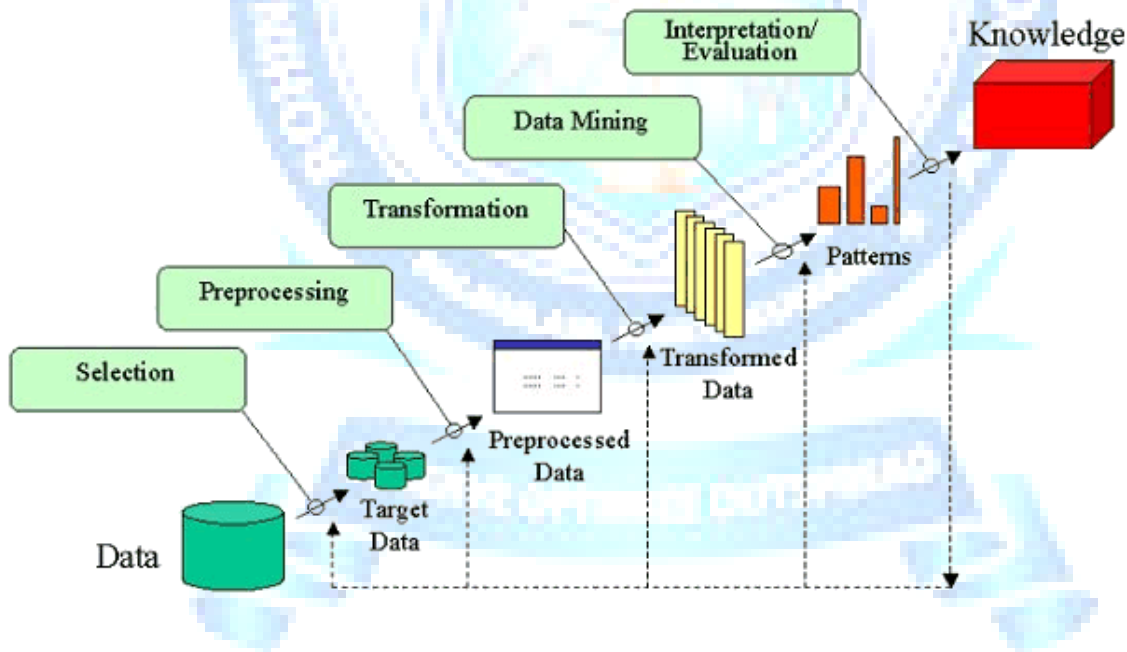 Interpretation/
Evaluation
Knowledge
Data Mining
Transformation
Patterns
Preprocessing
Transformed
Data
Selection
Preprocessed
Data
Target
Data
Data